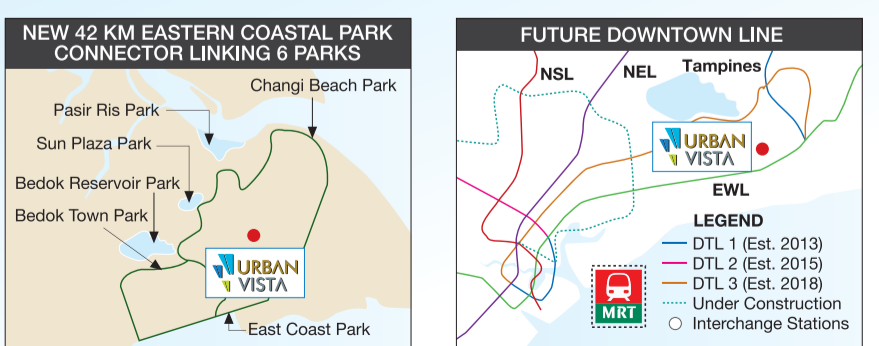 NEW 42 KM EASTERN COASTAL PARK
CONNECTOR LINKING 6 PARKS
Changi Beach Park
Pasir Ris Park
Sun Plaza Park
Bedok Reservoir Park
Bedok Town Park
URBAN
VISTA
East Coast Park
FUTURE DOWNTOWN LINE
NSL
NEL
Tampines
URBAN
VISTA
EWL
LEGEND
DTL 1 (Est. 2013)
DTL 2 (Est. 2015)
DTL 3 (Est. 2018)
Under Construction
Interchange Stations
MRT